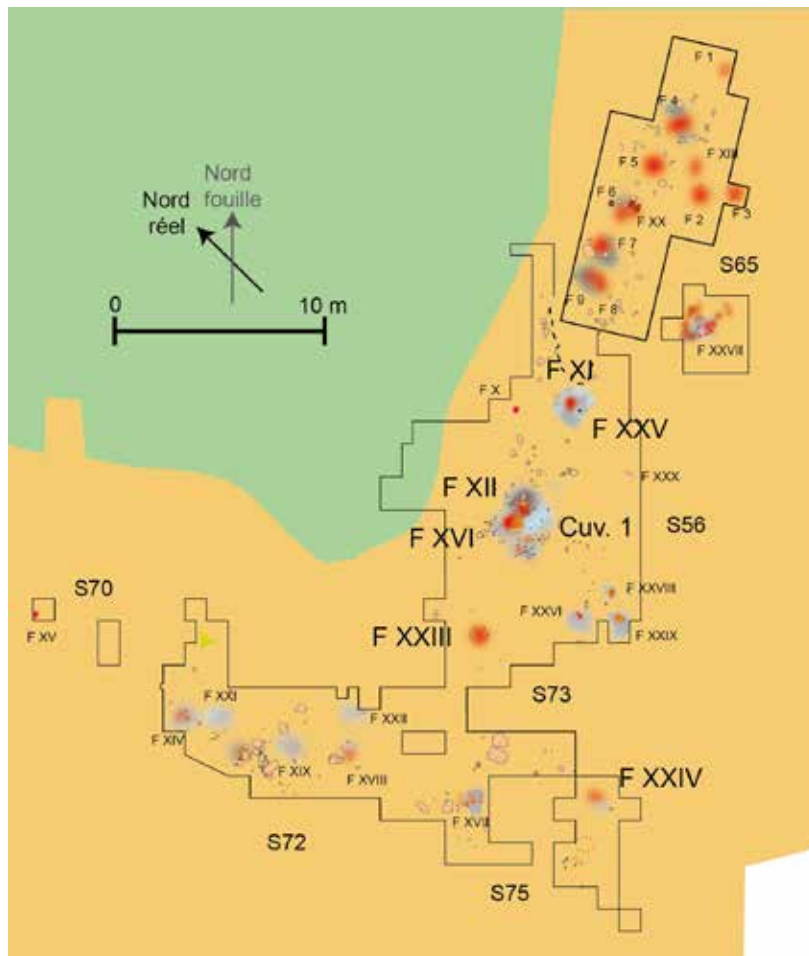 F 1
F 4
F XIII
F 5
F 6
F XX
F 2
F 3
F 7
S65
F 9
F 8
F XXVII
Nord
fouille
Nord
réel
0
10 m
F XI
F X
F XXV
F XII
F XXX
F XVI
Cuv. 1
S56
S70
F XV
F XXVIII
F XXVI
F XXIX
F XXIII
S73
F XXI
F XIV
F XXII
F XIX
F XVIII
F XXIV
F XVII
S72
S75